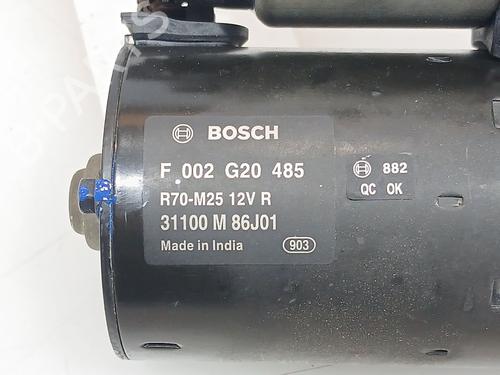 BOSCH
F 002 G20 485
R70-M25 12V R
31100 M 86J01
Made in India 903
882
QC OK